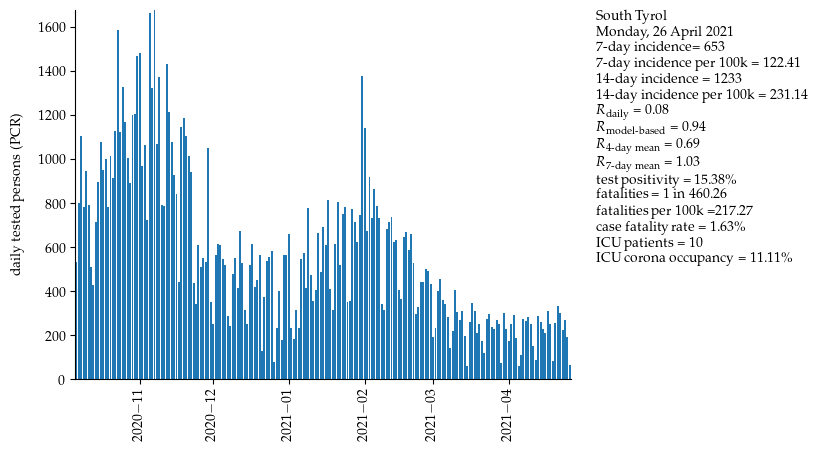 South Tyrol
Monday, 26 April 2021
7-day incidence= 653
7-day incidence per 100k = 122.41
14-day incidence = 1233
14-day incidence per 100k = 231.14
R_daily = 0.08
R_model-based = 0.94
R_4-day mean = 0.69
R_7-day mean = 1.03
test positivity = 15.38%
fatalities = 1 in 460.26
fatalities per 100k =217.27
case fatality rate = 1.63%
ICU patients = 10
ICU corona occupancy = 11.11%
daily tested persons (PCR)
1600
1400
1200
1000
800
600
400
200
0
2020−11
2020−12
2021−01
2021−02
2021−03
2021−04